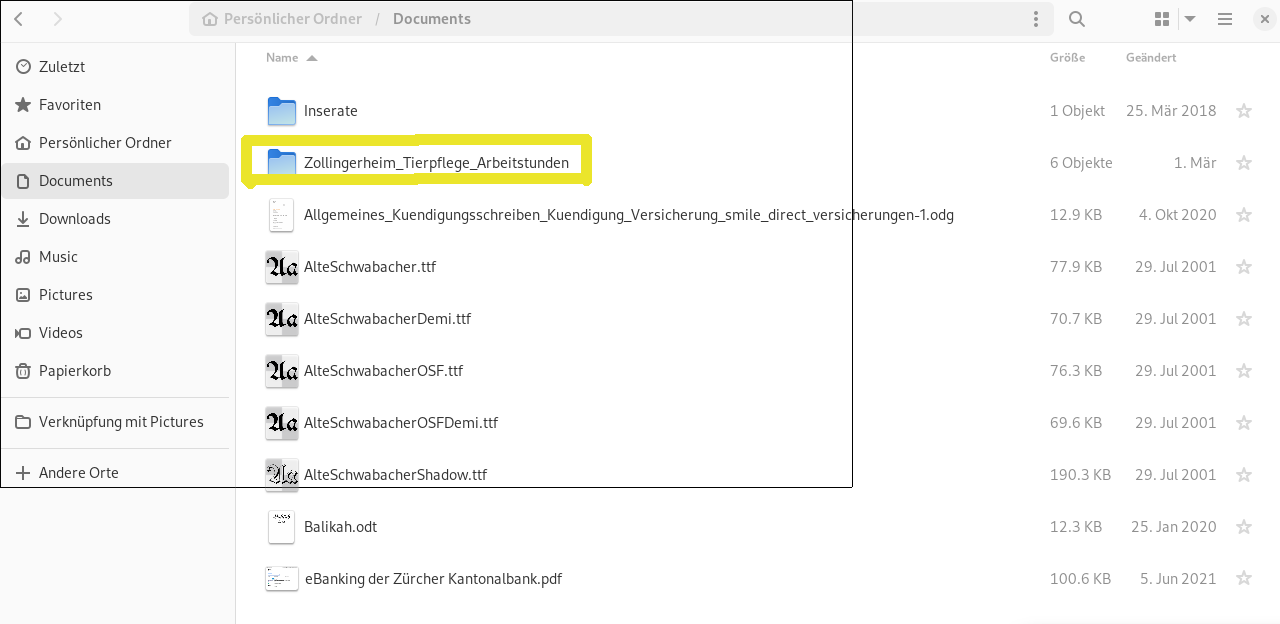 Persönlicher Ordner / Documents
Zuletzt
Favoriten
Persönlicher Ordner
Documents
Downloads
Music
Pictures
Videos
Papierkorb
Verknüpfung mit Pictures
Andere Orte
Name Größe Geändert
Inserate 1 Objekt 25. Mär 2018
Zollingerheim_Tierpflege_Arbeitstunden 6 Objekte 1. Mär
Allgemeines_Kuendigungsschreiben_Kuendigung_Versicherung_smile_direct_versicherungen-1.odg 12.9 KB 4. Okt 2020
Aa AlteSchwabacher.ttf 77.9 KB 29. Jul 2001
Aa AlteSchwabacherDemi.ttf 70.7 KB 29. Jul 2001
Aa AlteSchwabacherOSF.ttf 76.3 KB 29. Jul 2001
Aa AlteSchwabacherOSFDemi.ttf 69.6 KB 29. Jul 2001
Aa AlteSchwabacherShadow.ttf 190.3 KB 29. Jul 2001
Balikah.odt 12.3 KB 25. Jan 2020
eBanking der Zürcher Kantonalbank.pdf 100.6 KB 5. Jun 2021